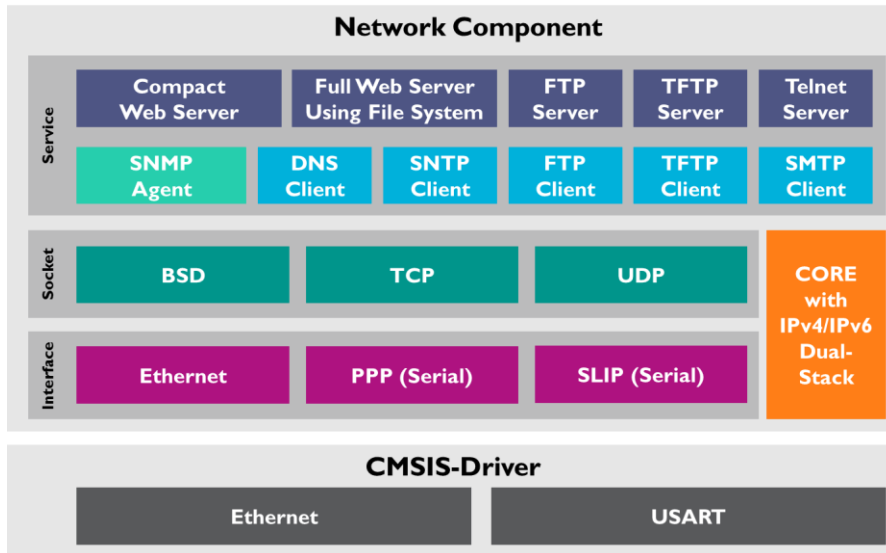 Network Component
Service
Compact
Web Server
Full Web Server
Using File System
FTP
Server
TFTP
Server
Telnet
Server
SNMP
Agent
DNS
Client
SNTP
Client
FTP
Client
TFTP
Client
SMTP
Client
Socket
BSD
TCP
UDP
CORE
with
IPv4/IPv6
Dual-
Stack
Interface
Ethernet
PPP (Serial)
SLIP (Serial)
CMSIS-Driver
Ethernet
USART